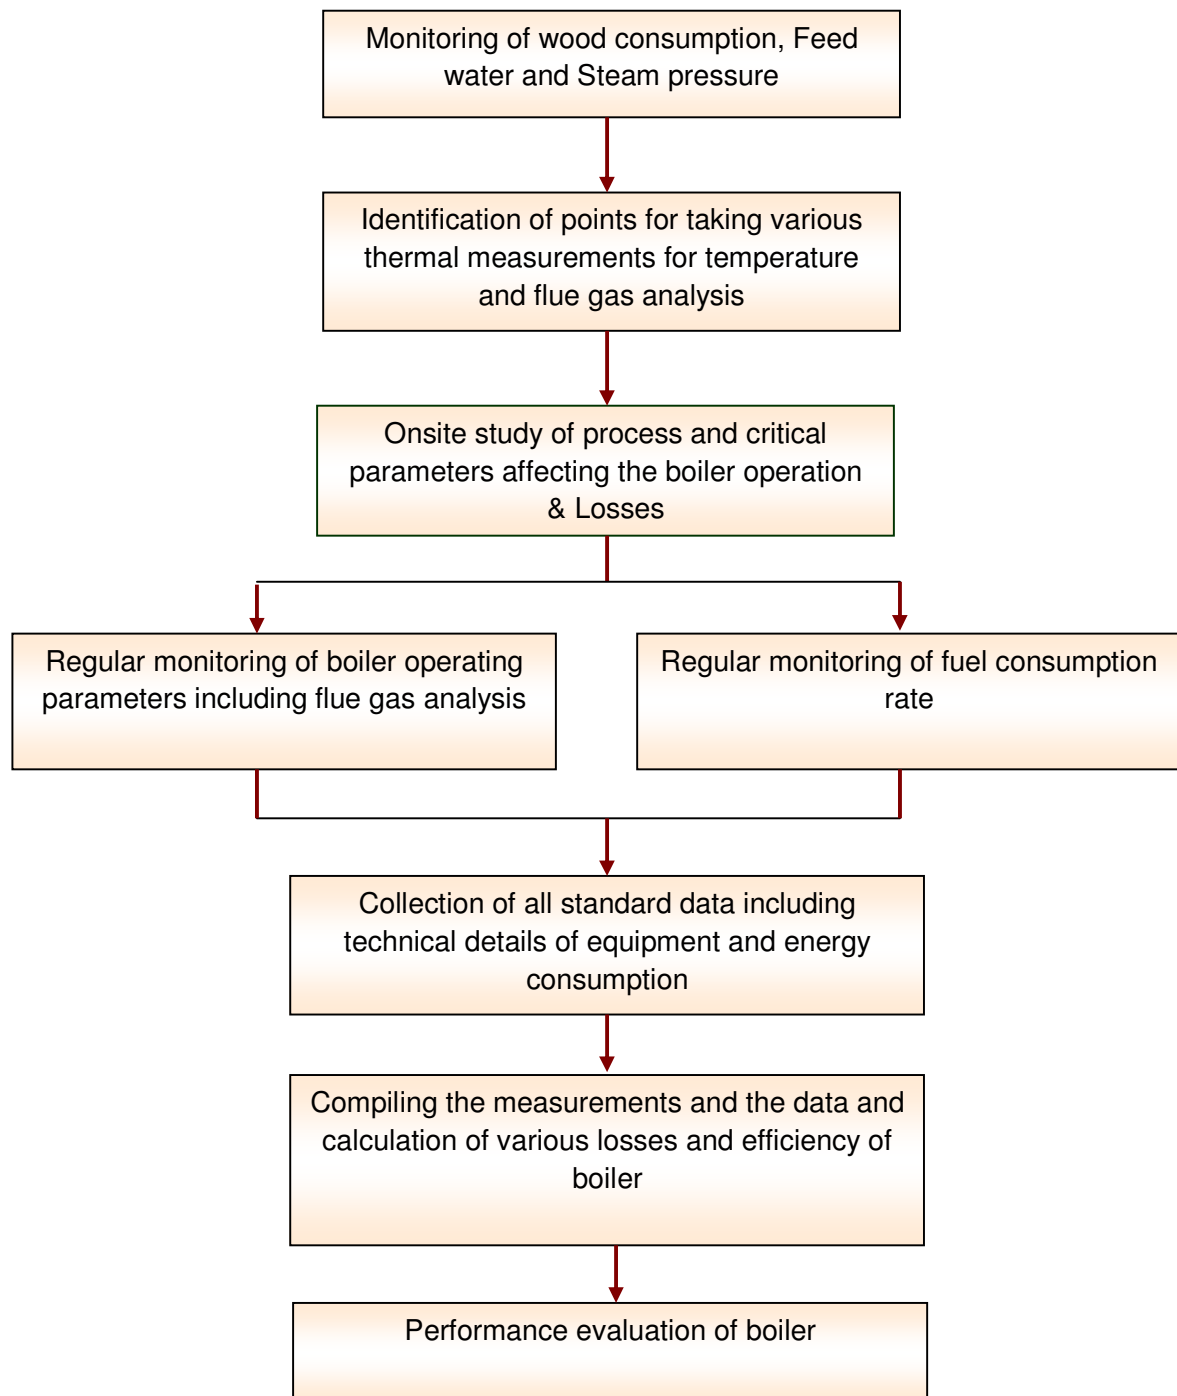 Monitoring of wood consumption, Feed
water and Steam pressure
Identification of points for taking various
thermal measurements for temperature
and flue gas analysis
Onsite study of process and critical
parameters affecting the boiler operation
& Losses
Regular monitoring of boiler operating
parameters including flue gas analysis
Regular monitoring of fuel consumption
rate
Collection of all standard data including
technical details of equipment and energy
consumption
Compiling the measurements and the data and
calculation of various losses and efficiency of
boiler
Performance evaluation of boiler